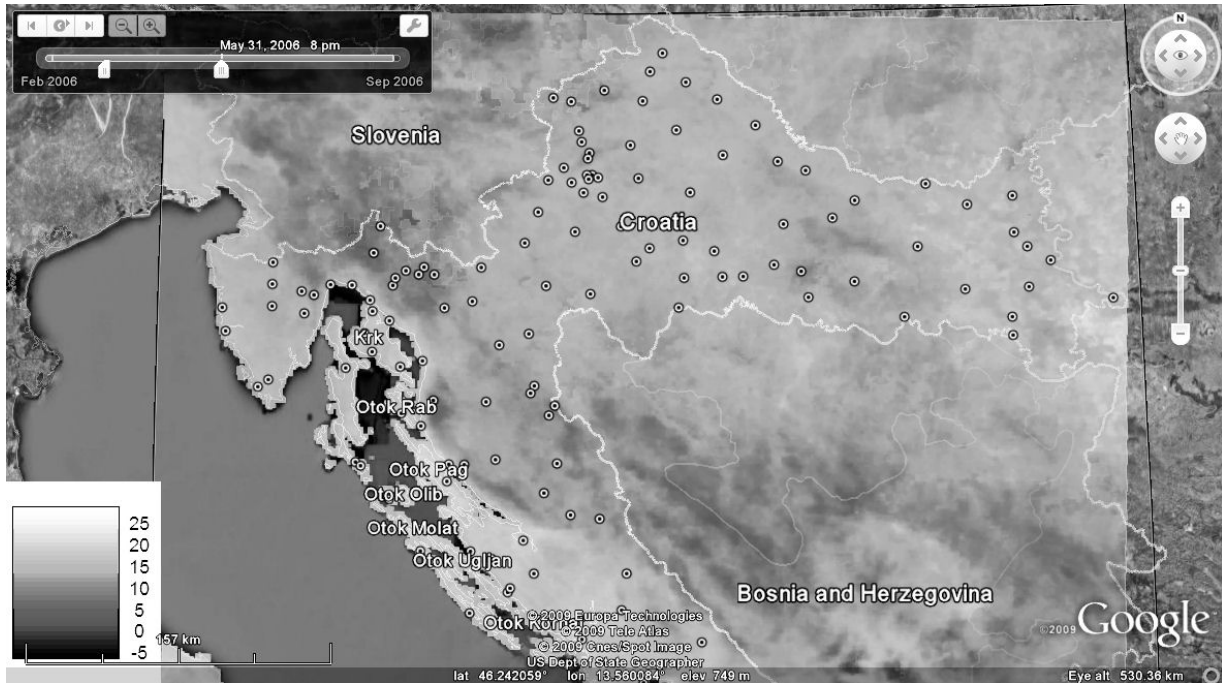 May 31, 2006 8 pm
Feb 2006
Sep 2006
N
Slovenia
Croatia
Krk
Otok Rab
Otok Pag
Otok Olib
Otok Molat
Otok Ugljan
Bosnia and Herzegovina
Otok Kornat
25
20
15
10
5
0
-5
157 km
© 2009 Europa Technologies
© 2009 Tele Atlas
© 2009 Cnes/Spot Image
US Dept of State Geographer
©2009 Google
lat 46.242059° lon 13.560084° elev 749 m
Eye alt 530.36 km